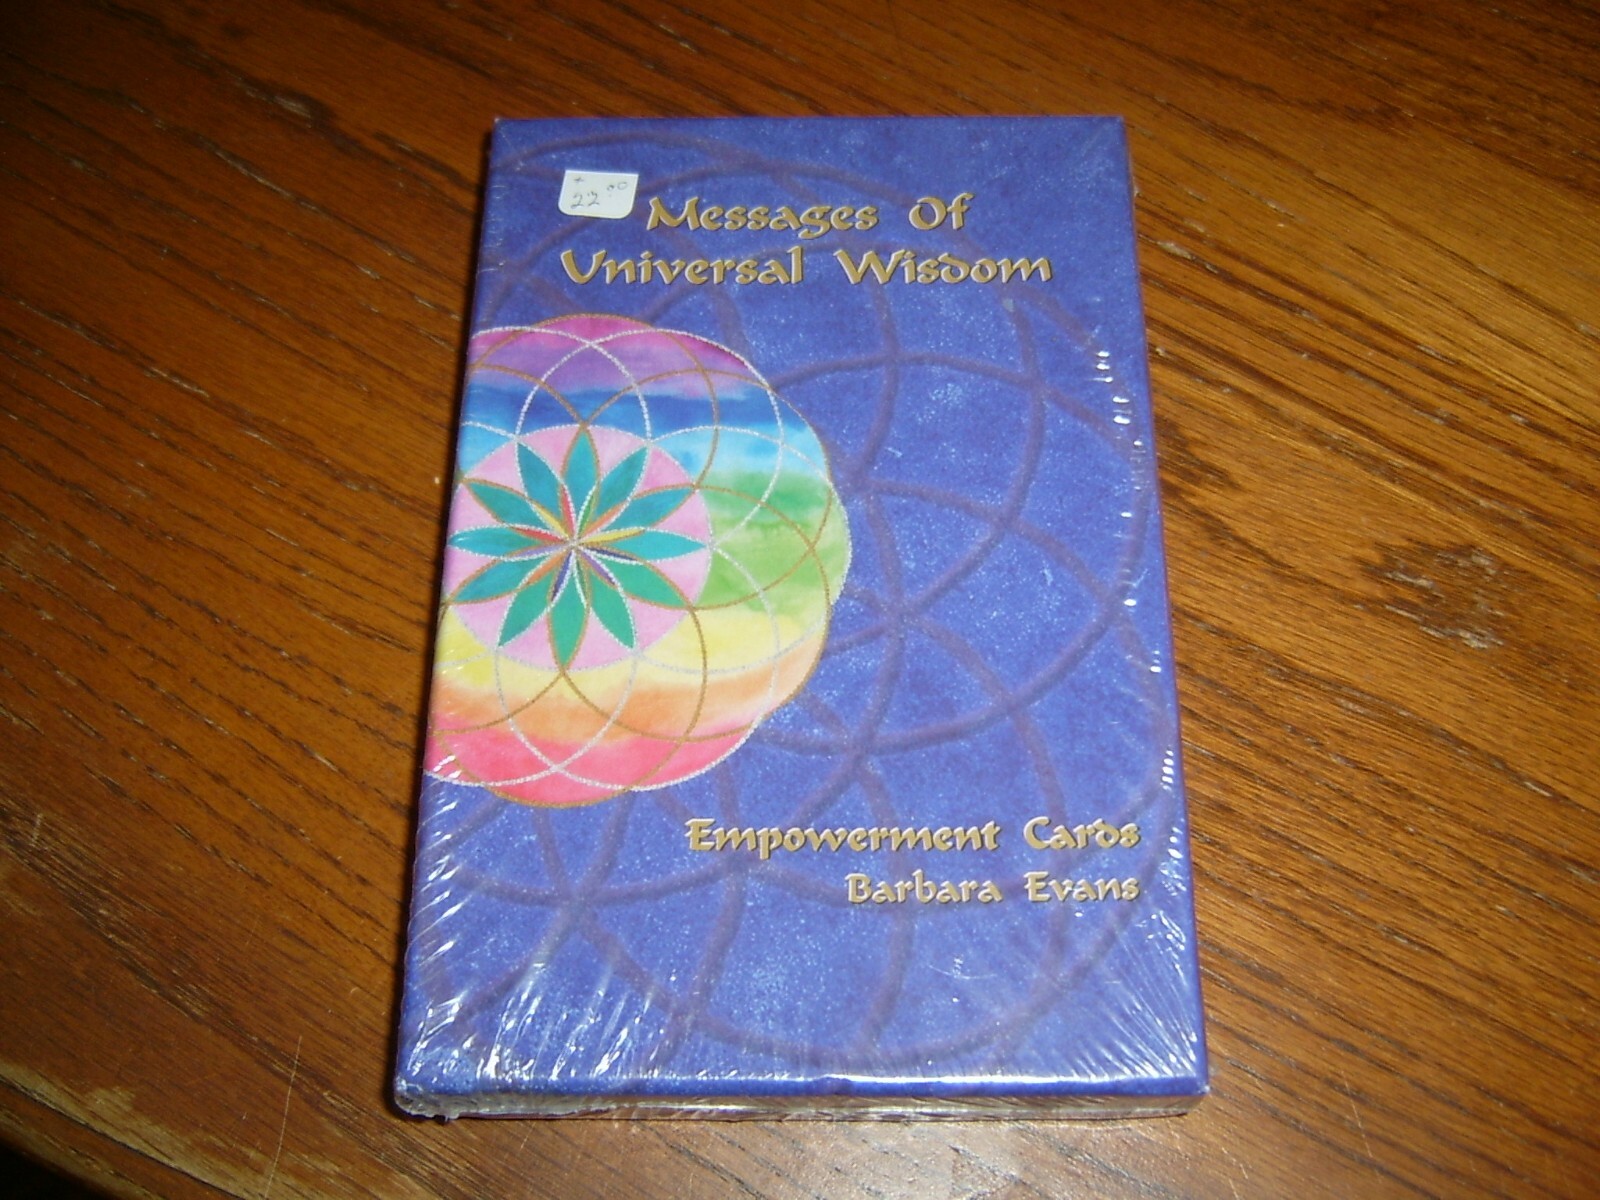 +
22.00
Messages Of
Universal Wisdom
Empowerment Cards
Barbara Evans